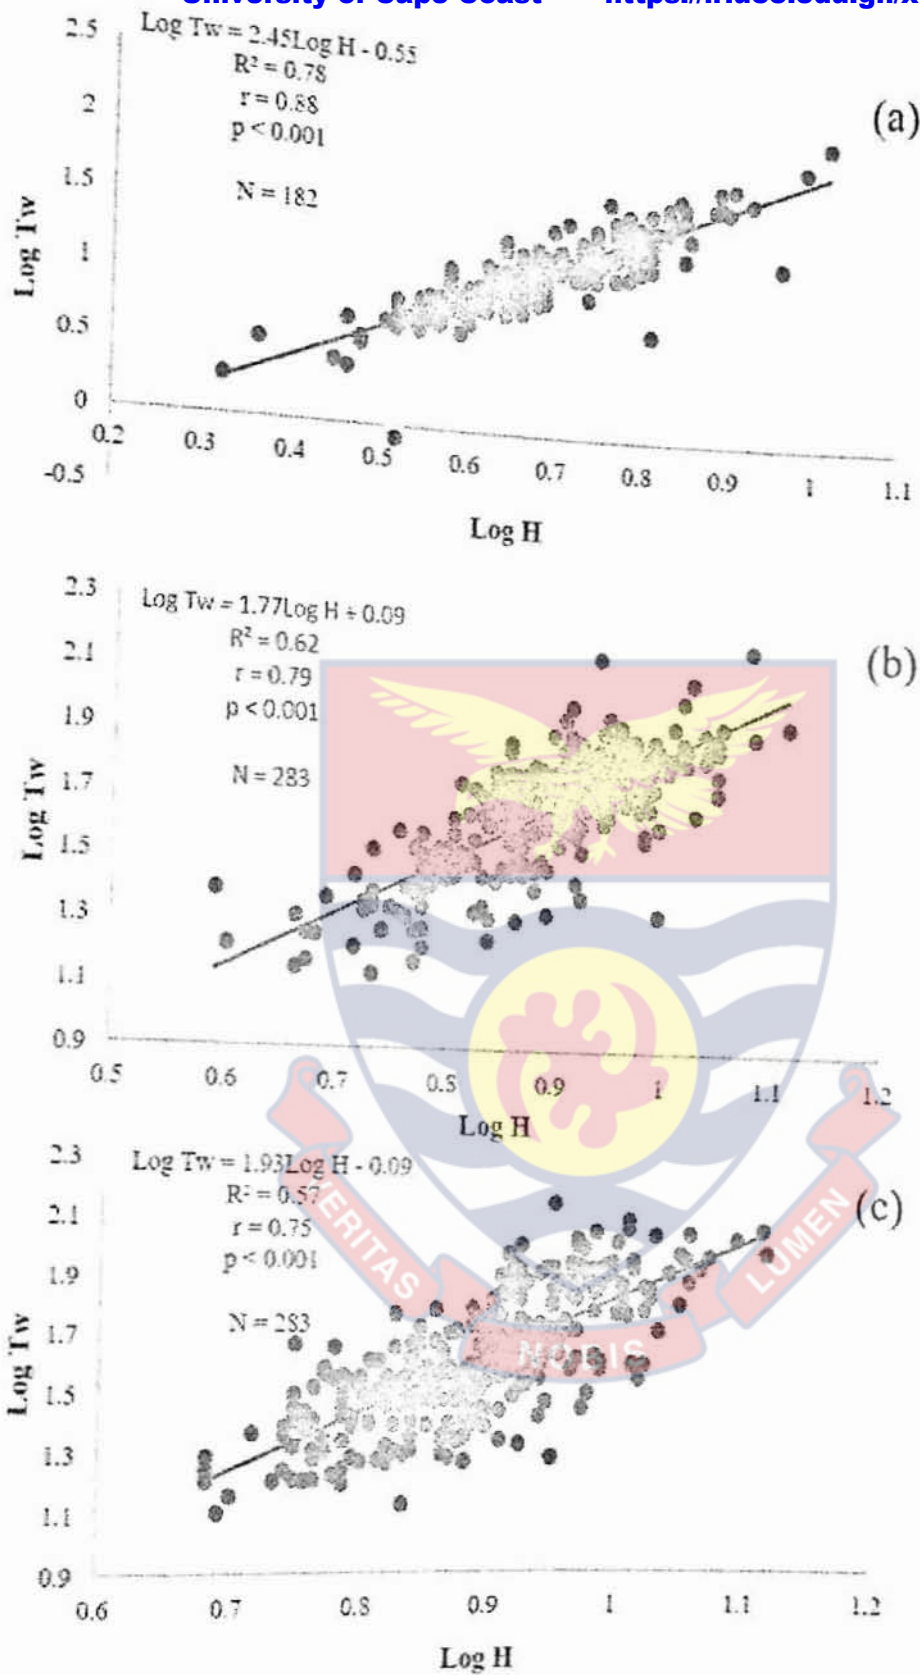 University of Cape Coast https://ir.ucc.edu.gh/x
Log Tw = 2.45Log H - 0.55
R² = 0.78
r = 0.88
p < 0.001
N = 182
(a)
2.5
2
1.5
1
0.5
0
-0.5
Log Tw
0.2 0.3 0.4 0.5 0.6 0.7 0.8 0.9 1 1.1
Log H
Log Tw = 1.77Log H + 0.09
R² = 0.62
r = 0.79
p < 0.001
N = 283
(b)
2.3
2.1
1.9
1.7
1.5
1.3
1.1
0.9
Log Tw
0.5 0.6 0.7 0.8 0.9 1 1.1 1.2
Log H
Log Tw = 1.93Log H - 0.09
R² = 0.57
r = 0.75
p < 0.001
N = 283
(c)
2.3
2.1
1.9
1.7
1.5
1.3
1.1
0.9
Log Tw
0.6 0.7 0.8 0.9 1 1.1 1.2
Log H
VERITAS
NOBIS
LUMEN